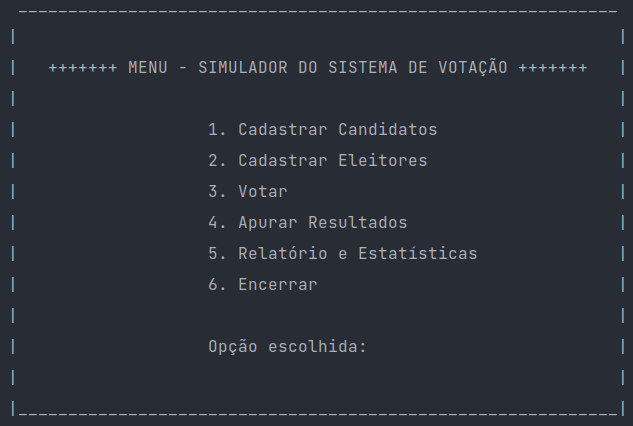 +++++++ MENU - SIMULADOR DO SISTEMA DE VOTAÇÃO +++++++
1. Cadastrar Candidatos
2. Cadastrar Eleitores
3. Votar
4. Apurar Resultados
5. Relatório e Estatísticas
6. Encerrar
Opção escolhida: